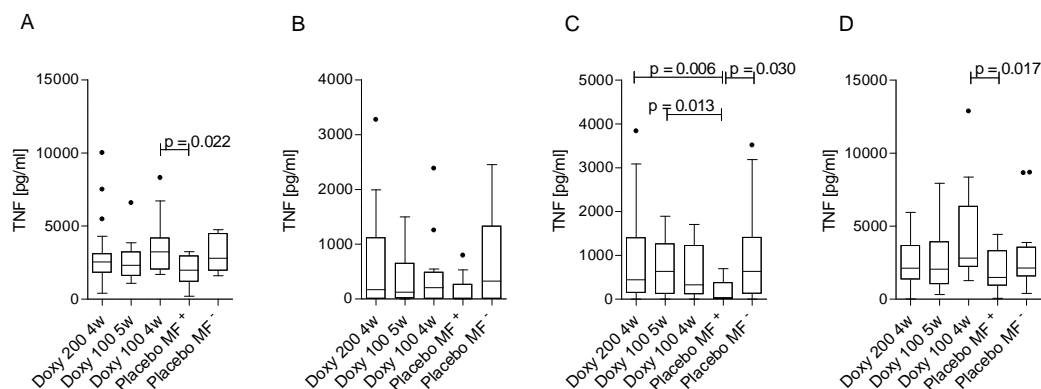 A
TNF [pg/ml]
15000
10000
5000
0
p = 0.022
Doxy 200 4w
Doxy 100 5w
Doxy 100 4w
Placebo MF+
Placebo MF-
B
TNF [pg/ml]
4000
3000
2000
1000
0
Doxy 200 4w
Doxy 100 5w
Doxy 100 4w
Placebo MF+
Placebo MF-
C
TNF [pg/ml]
5000
4000
3000
2000
1000
0
p = 0.006
p = 0.030
p = 0.013
Doxy 200 4w
Doxy 100 5w
Doxy 100 4w
Placebo MF+
Placebo MF-
D
TNF [pg/ml]
15000
10000
5000
0
p = 0.017
Doxy 200 4w
Doxy 100 5w
Doxy 100 4w
Placebo MF+
Placebo MF-